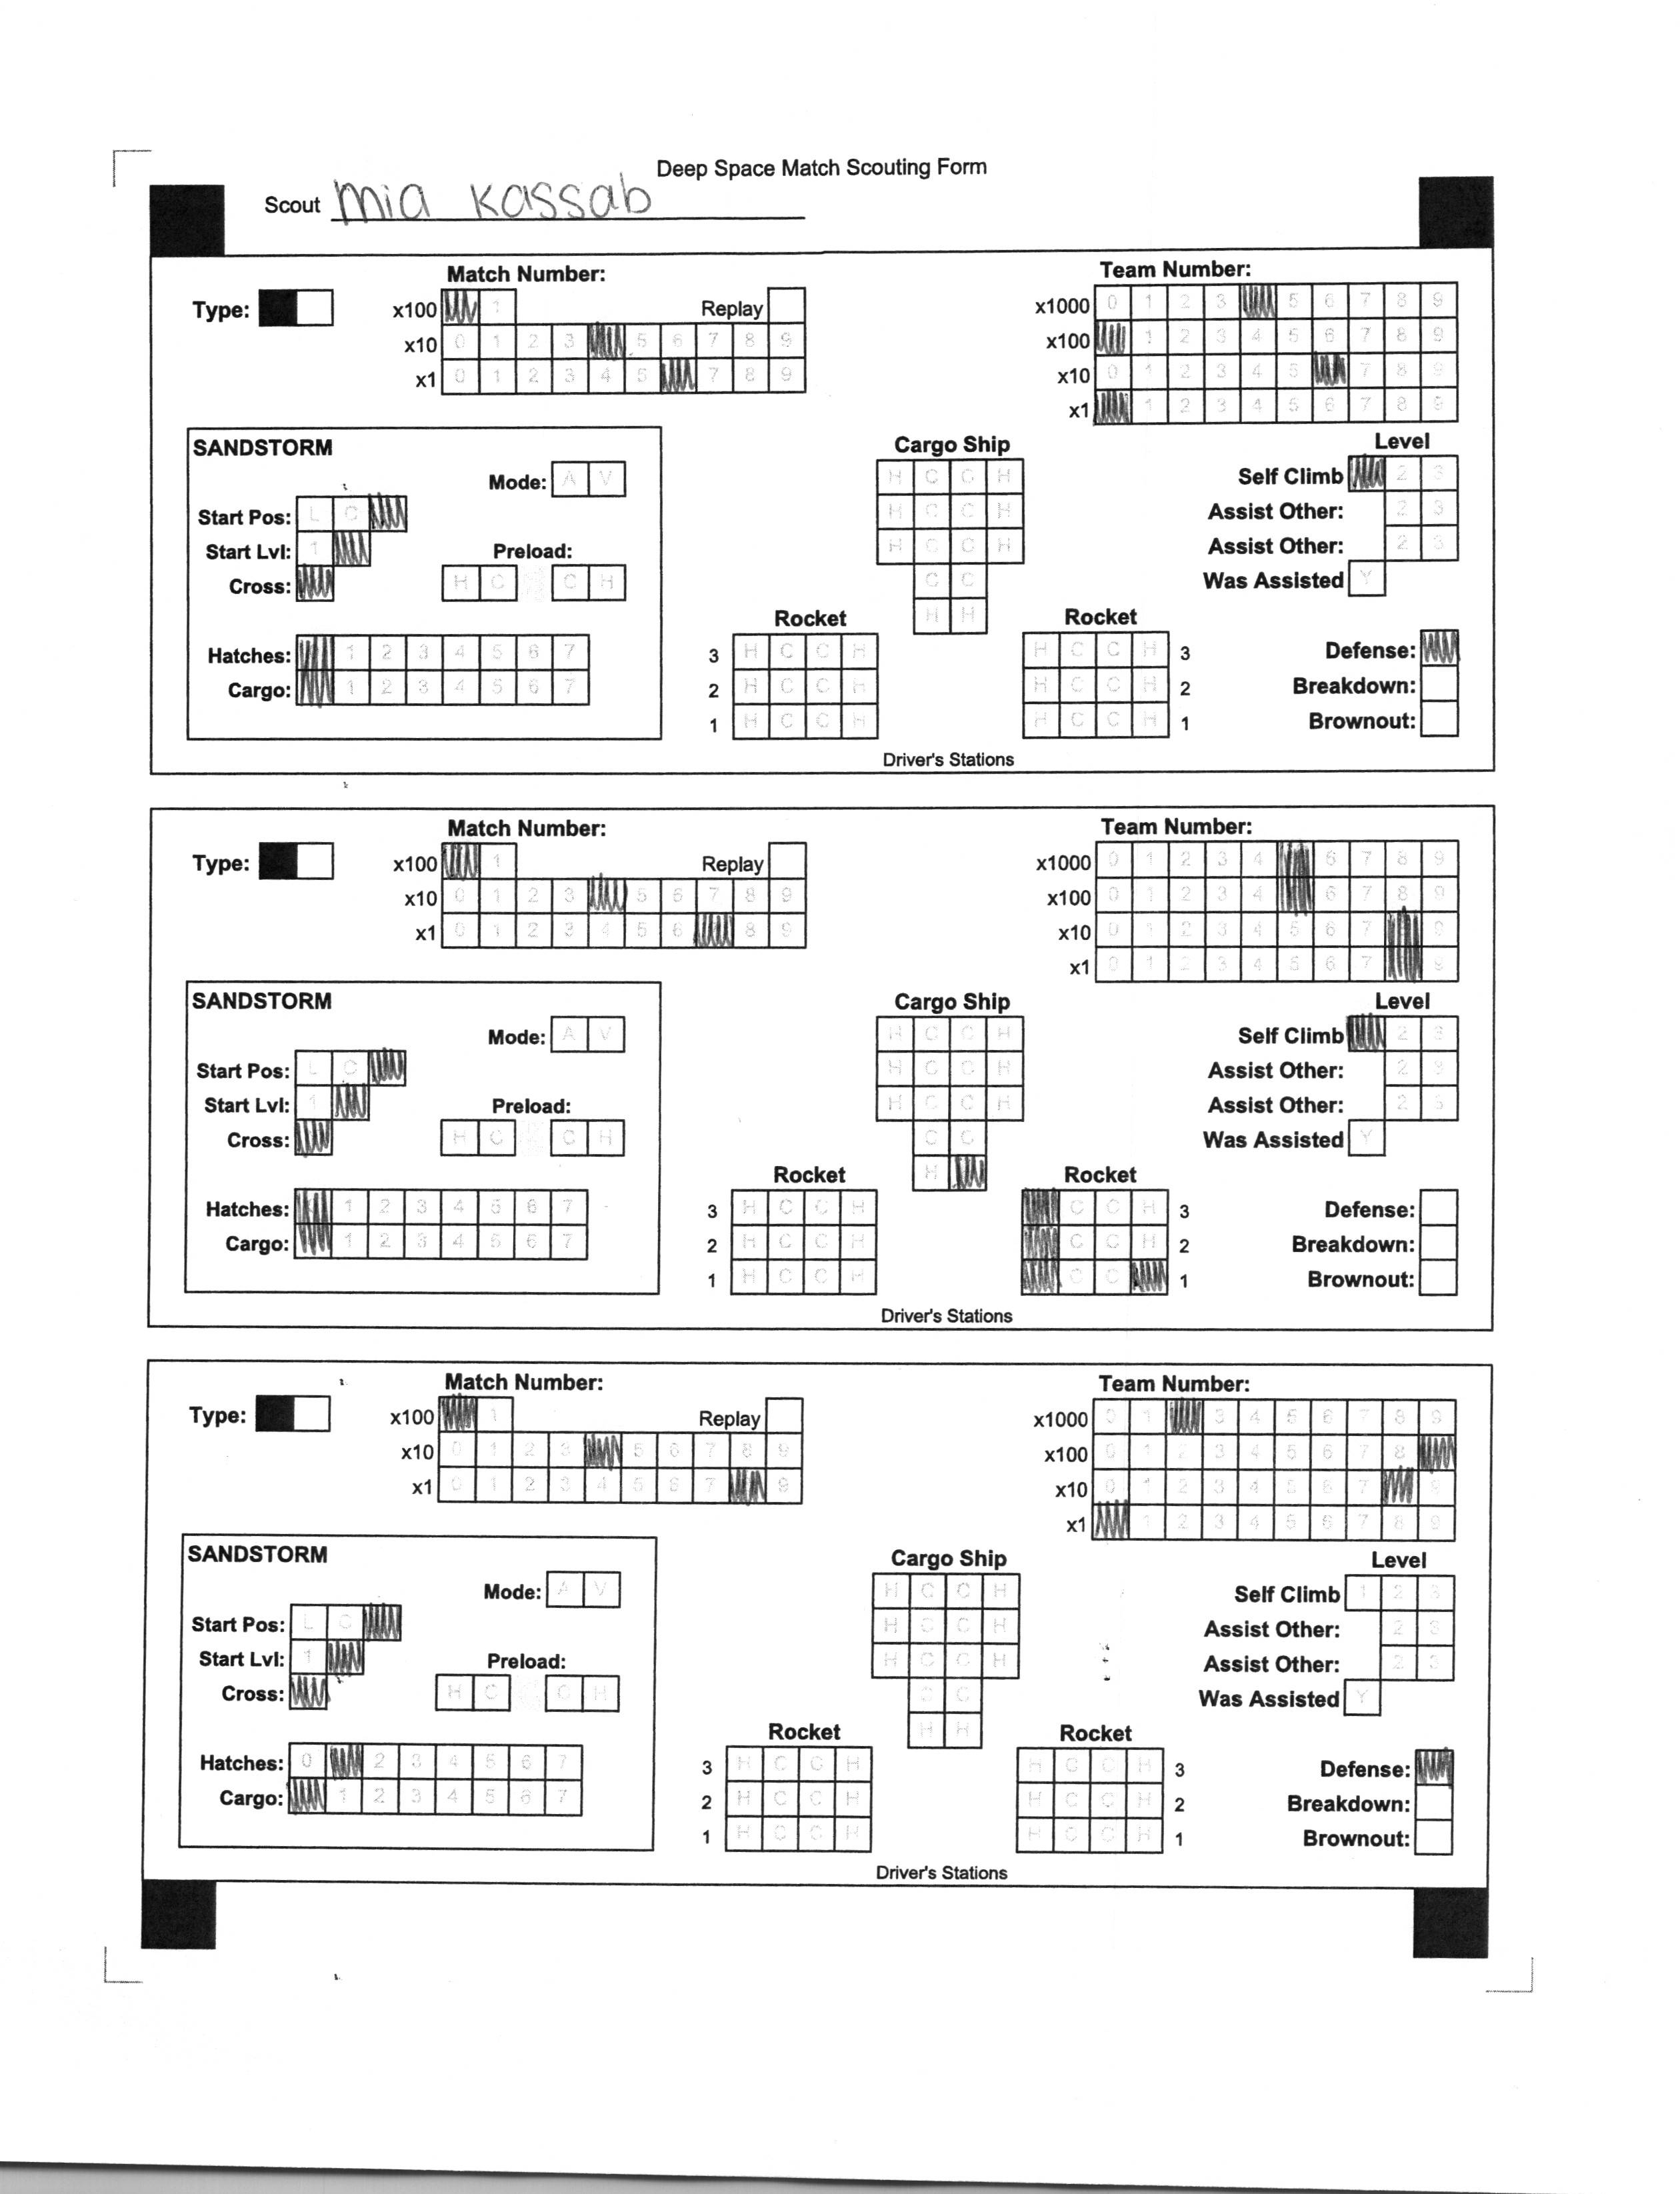 Deep Space Match Scouting Form
Scout mia kassab
Match Number: Team Number:
Type: x100 1 Replay x1000 0 1 2 3 5 6 7 8 9
x10 0 1 2 3 5 6 7 8 9 x100 1 2 3 4 5 6 7 8 9
x1 0 1 2 3 4 5 7 8 9 x10 0 1 2 3 4 5 7 8 9
x1 1 2 3 4 5 6 7 8 9
SANDSTORM Cargo Ship Level
Mode: A V H C C H Self Climb 2 3
Start Pos: L C H C C H Assist Other: 2 3
Start Lvl: 1 Preload: H C C H Assist Other: 2 3
Cross: H C C H C C Was Assisted Y
H H
Rocket Rocket
Hatches: 1 2 3 4 5 6 7 3 H C C H H C C H 3 Defense:
Cargo: 1 2 3 4 5 6 7 2 H C C H H C C H 2 Breakdown:
1 H C C H H C C H 1 Brownout:
Driver's Stations
Match Number: Team Number:
Type: x100 1 Replay x1000 0 1 2 3 4 6 7 8 9
x10 0 1 2 3 5 6 7 8 9 x100 0 1 2 3 4 6 7 8 9
x1 0 1 2 3 4 5 6 8 9 x10 0 1 2 3 4 5 6 7 9
x1 0 1 2 3 4 5 6 7 9
SANDSTORM Cargo Ship Level
Mode: A V H C C H Self Climb 2 3
Start Pos: L C H C C H Assist Other: 2 3
Start Lvl: 1 Preload: H C C H Assist Other: 2 3
Cross: H C C H C C Was Assisted Y
H
Rocket Rocket
Hatches: 1 2 3 4 5 6 7 3 H C C H C C H 3 Defense:
Cargo: 1 2 3 4 5 6 7 2 H C C H C C H 2 Breakdown:
1 H C C H C C 1 Brownout:
Driver's Stations
Match Number: Team Number:
Type: x100 1 Replay x1000 0 1 3 4 5 6 7 8 9
x10 0 1 2 3 5 6 7 8 9 x100 0 1 2 3 4 5 6 7 8
x1 0 1 2 3 4 5 6 7 9 x10 0 1 2 3 4 5 6 7 9
x1 1 2 3 4 5 6 7 8 9
SANDSTORM Cargo Ship Level
Mode: A V H C C H Self Climb 1 2 3
Start Pos: L C H C C H Assist Other: 2 3
Start Lvl: 1 Preload: H C C H Assist Other: 2 3
Cross: H C C H C C Was Assisted Y
H H
Rocket Rocket
Hatches: 0 2 3 4 5 6 7 3 H C C H H C C H 3 Defense:
Cargo: 1 2 3 4 5 6 7 2 H C C H H C C H 2 Breakdown:
1 H C C H H C C H 1 Brownout:
Driver's Stations